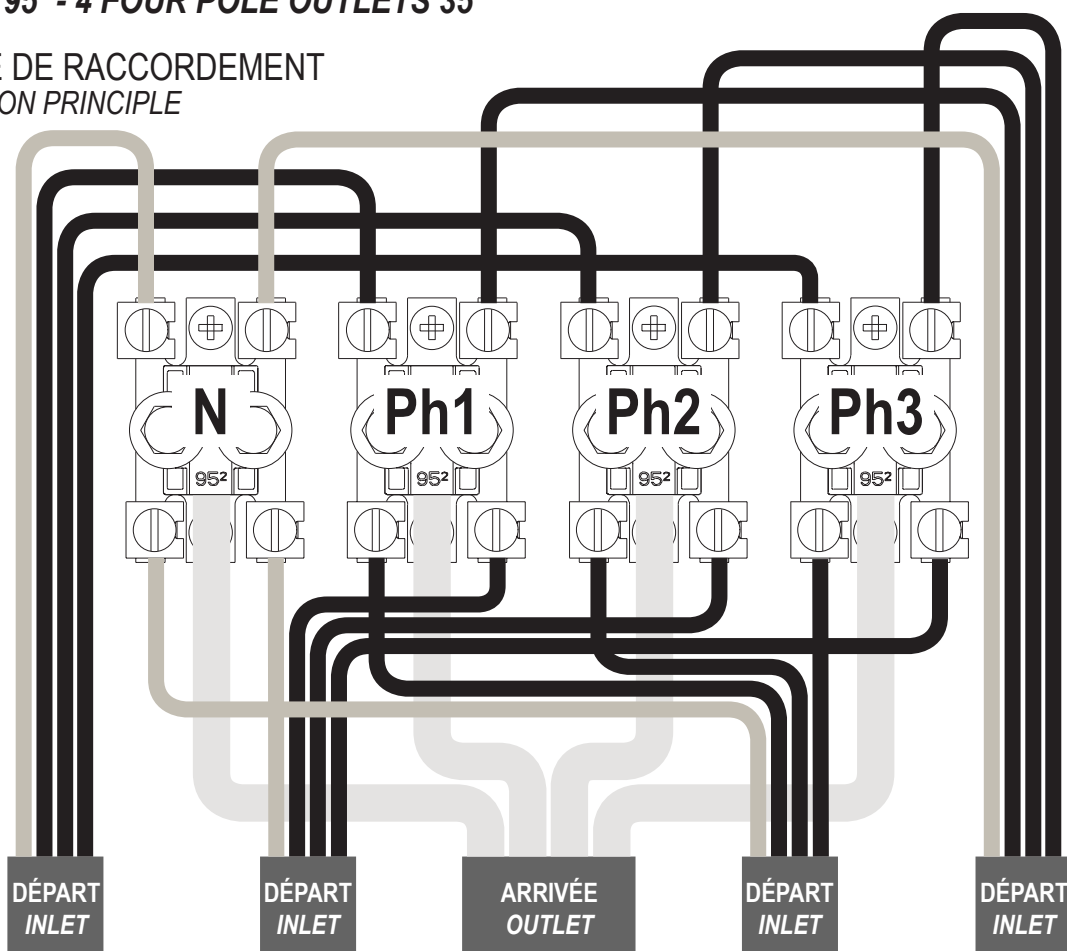 95² - 4 FOUR POLE OUTLETS 35
DE RACCORDEMENT
ON PRINCIPLE
N
Ph1
Ph2
Ph3
95²
95²
95²
95²
DÉPART
INLET
DÉPART
INLET
ARRIVÉE
OUTLET
DÉPART
INLET
DÉPART
INLET